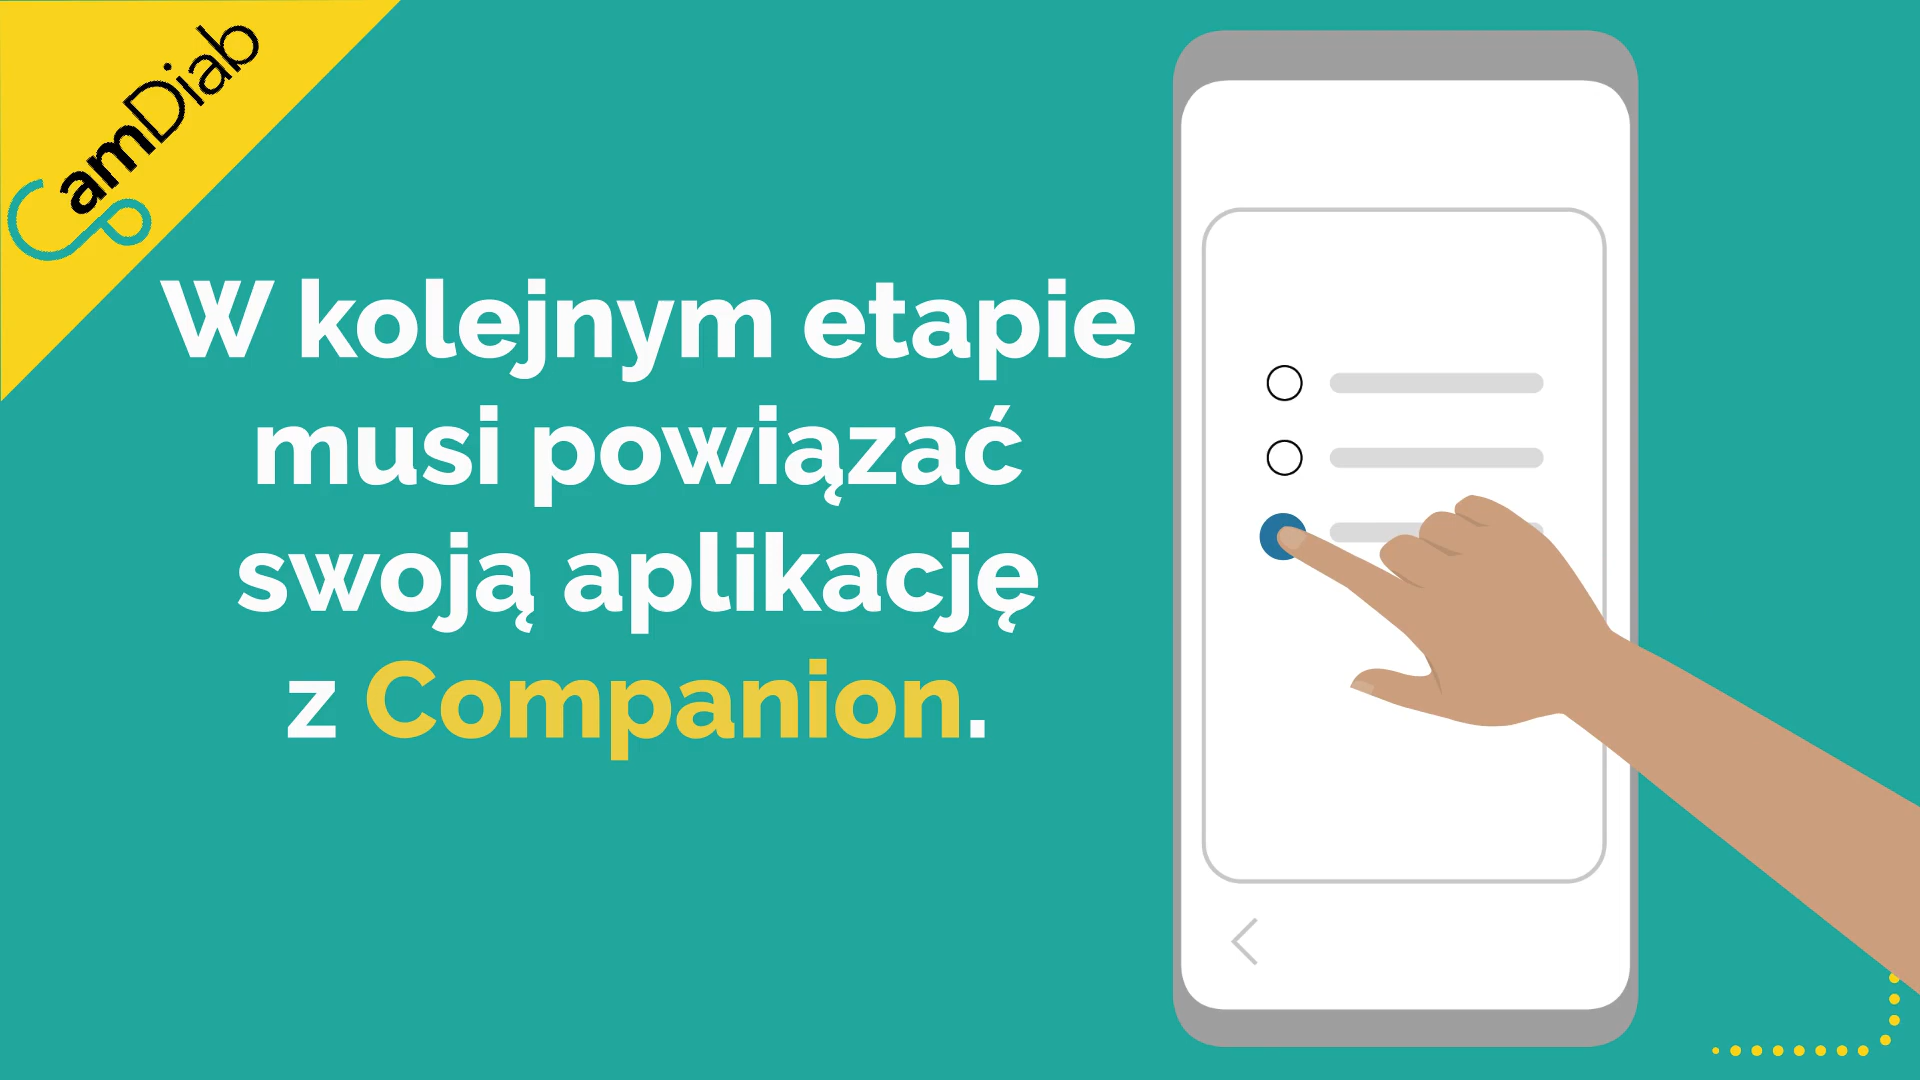 CamDiab
W kolejnym etapie
musi powiązać
swoją aplikację
z Companion.